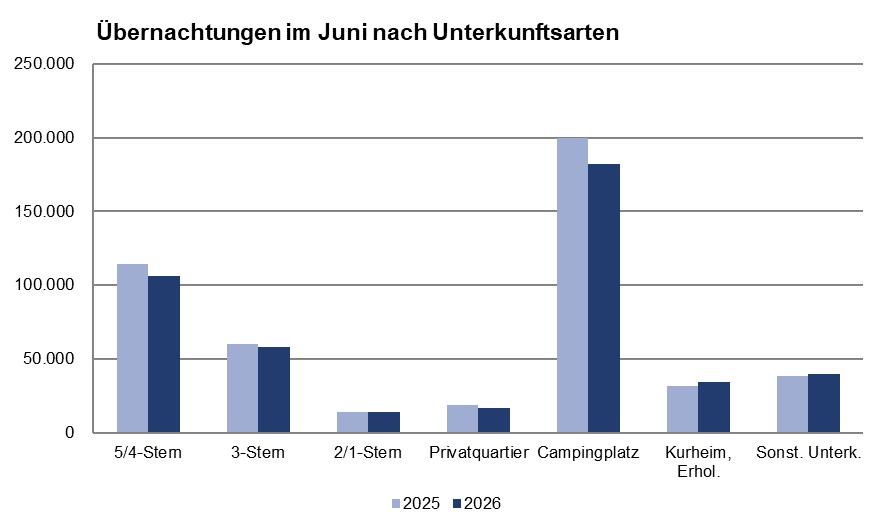 Übernachtungen im Juni nach Unterkunftsarten
250.000
200.000
150.000
100.000
50.000
0
5/4-Stern 3-Stern 2/1-Stern Privatquartier Campingplatz Kurheim, Sonst. Unterk.
Erhol.
2025 2026